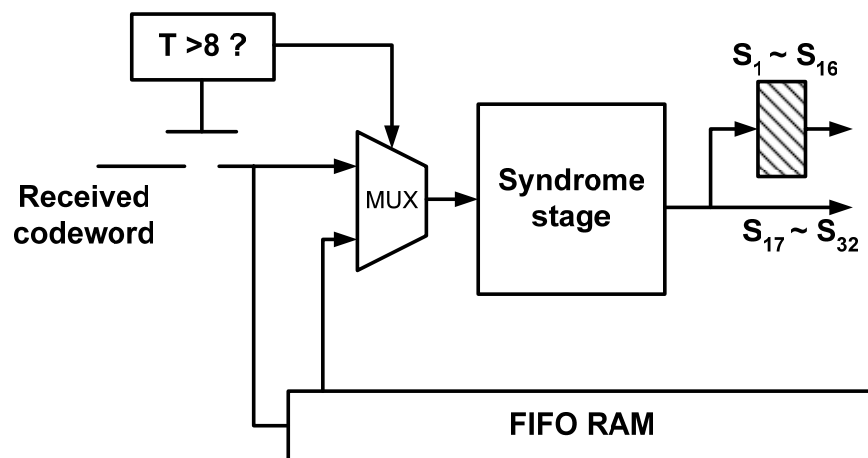 T >8 ?
S₁ ~ S₁₆
Received
codeword
MUX
Syndrome
stage
S₁₇ ~ S₃₂
FIFO RAM